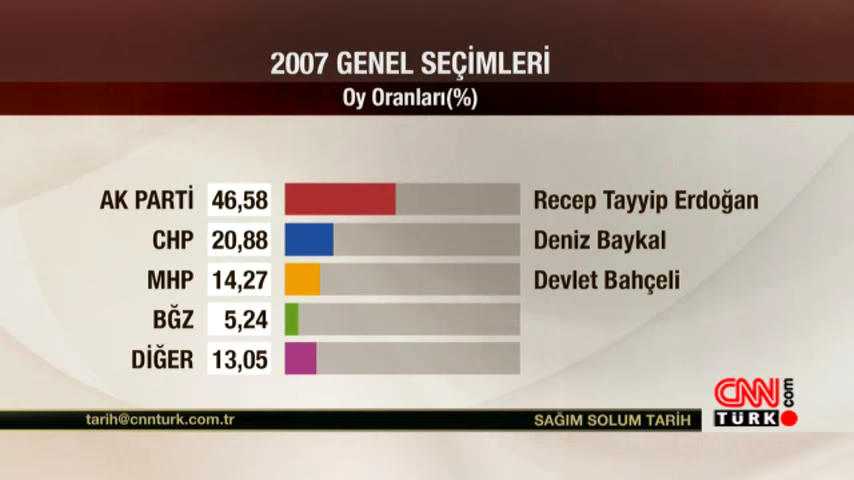 2007 GENEL SEÇİMLERİ
Oy Oranları(%)
AK PARTİ 46,58 Recep Tayyip Erdoğan
CHP 20,88 Deniz Baykal
MHP 14,27 Devlet Bahçeli
BĞZ 5,24
DİĞER 13,05
tarih@cnnturk.com.tr SAĞIM SOLUM TARİH
CNN TÜRK .com